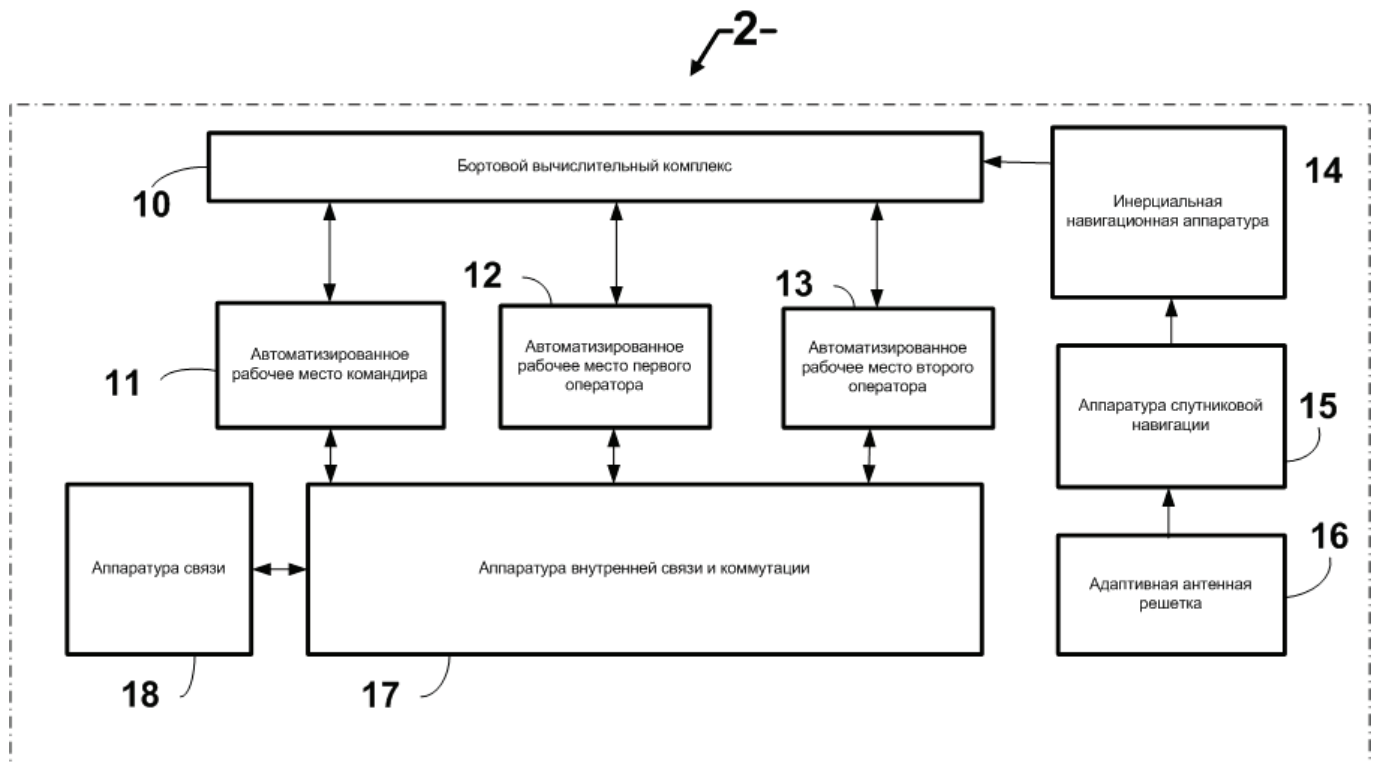 -2-
Бортовой вычислительный комплекс
10
14
Инерциальная
навигационная аппаратура
12
13
Автоматизированное
рабочее место командира
11
Автоматизированное
рабочее место первого
оператора
Автоматизированное
рабочее место второго
оператора
Аппаратура спутниковой
навигации
15
Аппаратура связи
Аппаратура внутренней связи и коммутации
Адаптивная антенная
решетка
16
18
17